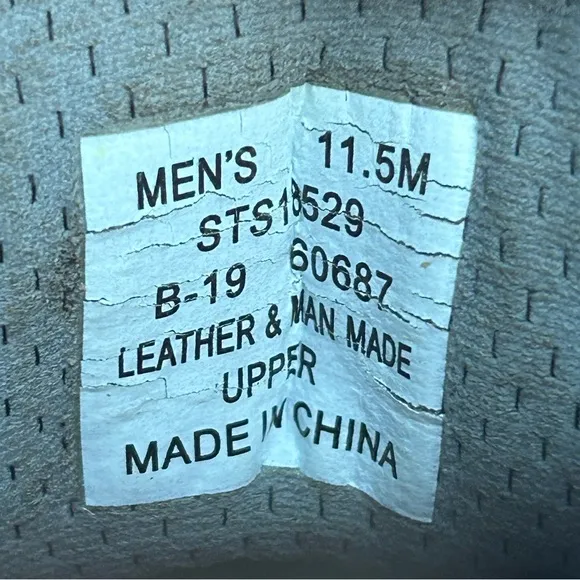 MEN'S 11.5M
STS18529
B-19 60687
LEATHER & MAN MADE
UPPER
MADE IN CHINA